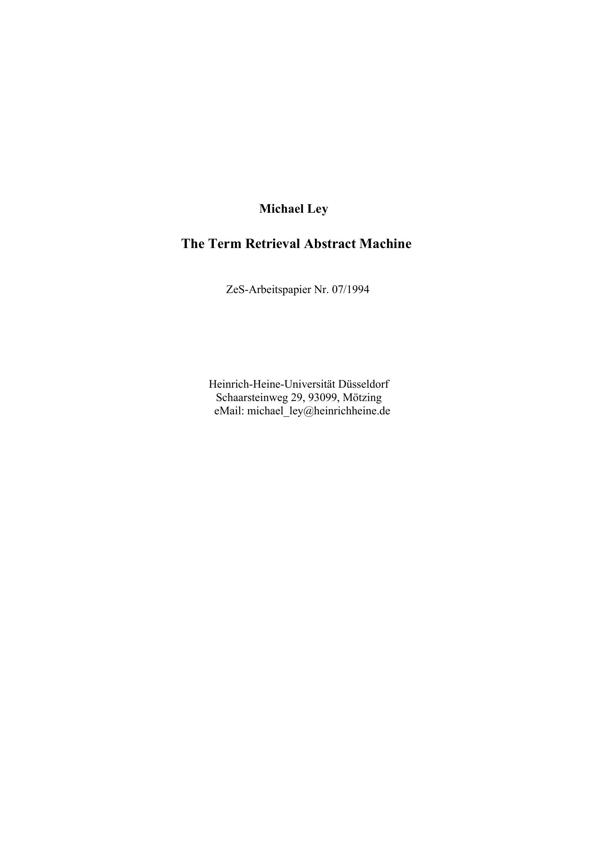 Michael Ley
The Term Retrieval Abstract Machine
ZeS-Arbeitspapier Nr. 07/1994
Heinrich-Heine-Universität Düsseldorf
Schaarsteinweg 29, 93099, Mötzing
eMail: michael_ley@heinrichheine.de